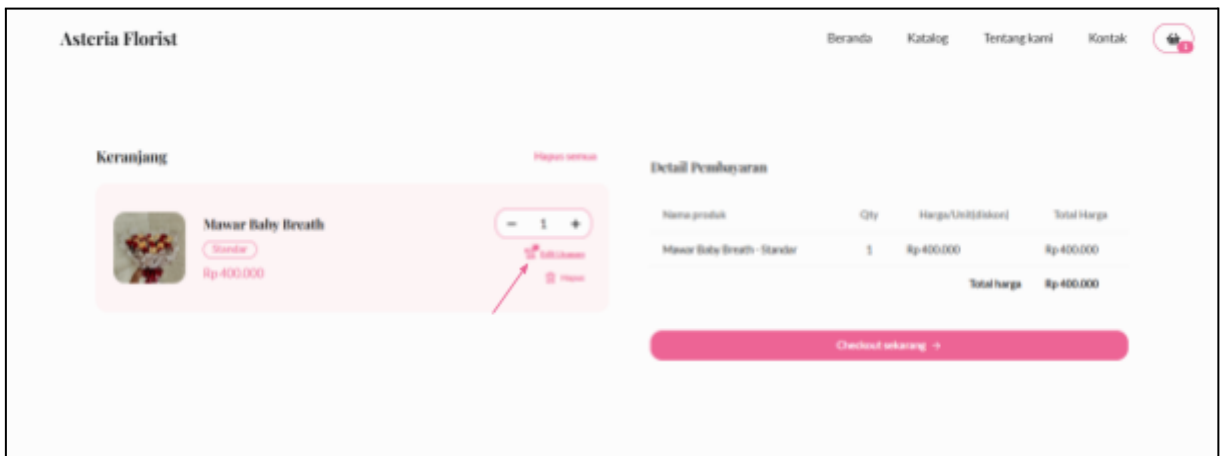 Asteria Florist
Beranda Katalog Tentang kami Kontak
1
Keranjang
Hapus semua
Mawar Baby Breath
Standar
Rp 400.000
− 1 +
Edit
Hapus
Detail Pembayaran
Nama produk Qty Harga/Unit(diskon) Total Harga
Mawar Baby Breath - Standar 1 Rp 400.000 Rp 400.000
Total harga Rp 400.000
Checkout sekarang →